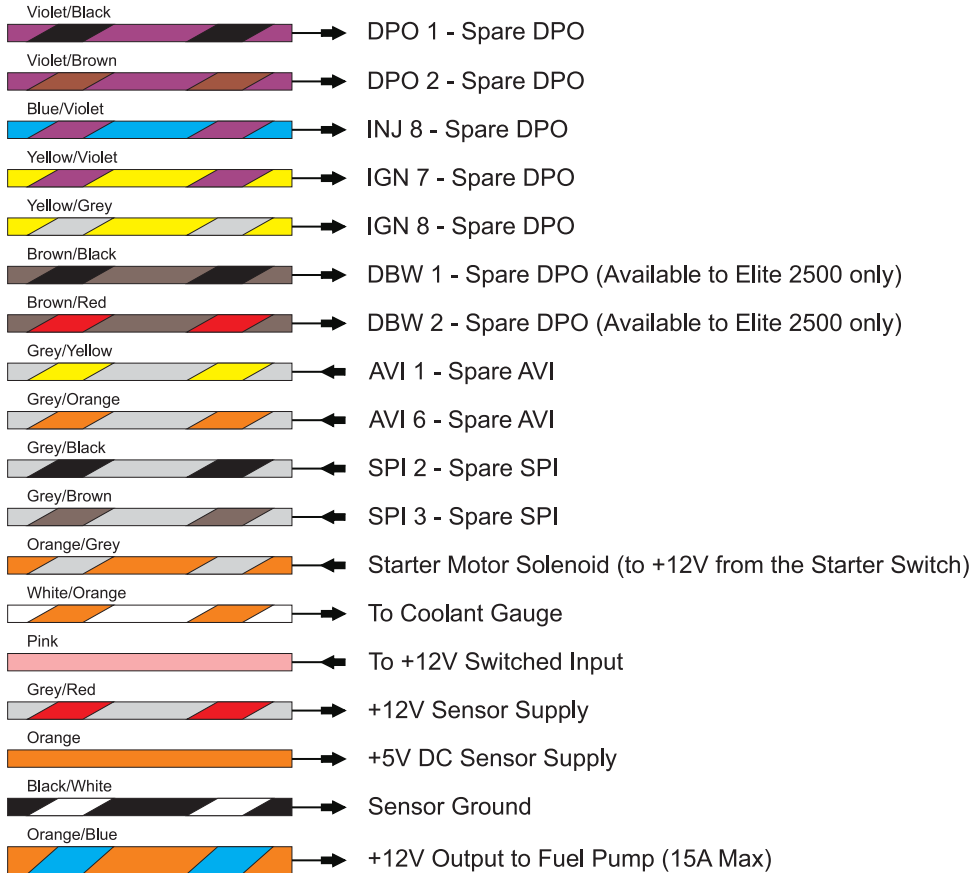 Violet/Black
DPO 1 - Spare DPO
Violet/Brown
DPO 2 - Spare DPO
Blue/Violet
INJ 8 - Spare DPO
Yellow/Violet
IGN 7 - Spare DPO
Yellow/Grey
IGN 8 - Spare DPO
Brown/Black
DBW 1 - Spare DPO (Available to Elite 2500 only)
Brown/Red
DBW 2 - Spare DPO (Available to Elite 2500 only)
Grey/Yellow
AVI 1 - Spare AVI
Grey/Orange
AVI 6 - Spare AVI
Grey/Black
SPI 2 - Spare SPI
Grey/Brown
SPI 3 - Spare SPI
Orange/Grey
Starter Motor Solenoid (to +12V from the Starter Switch)
White/Orange
To Coolant Gauge
Pink
To +12V Switched Input
Grey/Red
+12V Sensor Supply
Orange
+5V DC Sensor Supply
Black/White
Sensor Ground
Orange/Blue
+12V Output to Fuel Pump (15A Max)